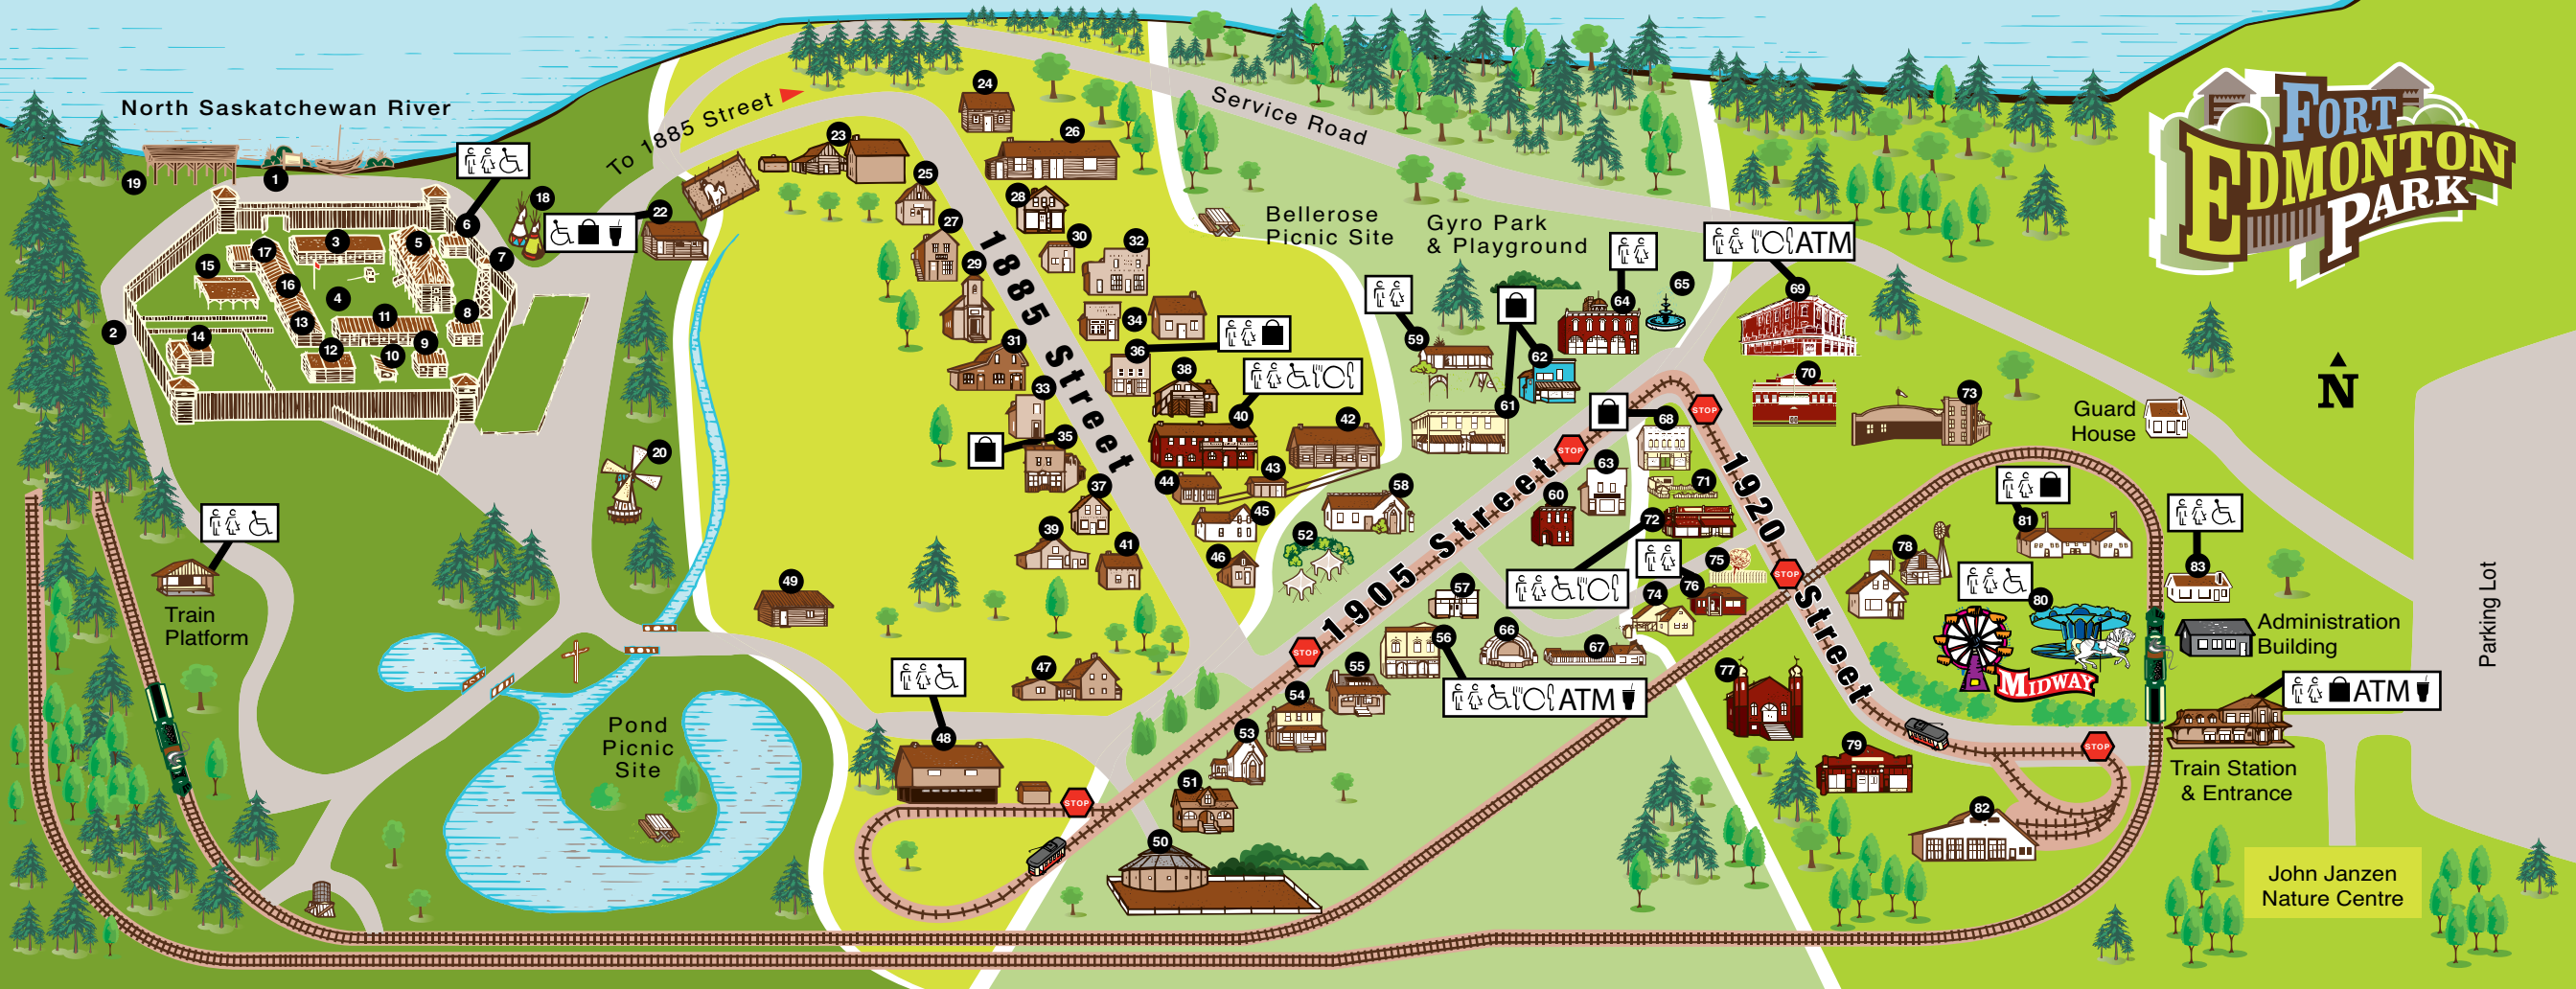 North Saskatchewan River
To 1885 Street
Service Road
FORT
EDMONTON
PARK
Bellerose
Picnic Site
Gyro Park
& Playground
1885 Street
1905 Street
1920 Street
Guard
House
N
Train
Platform
Pond
Picnic
Site
MIDWAY
Administration
Building
Parking Lot
Train Station
& Entrance
John Janzen
Nature Centre
ATM
ATM
ATM
STOP
STOP
STOP
STOP
STOP
STOP
1
2
3
4
5
6
7
8
9
10
11
12
13
14
15
16
17
18
19
20
22
23
24
25
26
27
28
29
30
31
32
33
34
35
36
37
38
39
40
41
42
43
44
45
46
47
48
49
50
51
52
53
54
55
56
57
58
59
60
61
62
63
64
65
66
67
68
69
70
71
72
73
74
75
76
77
78
79
80
81
82
83